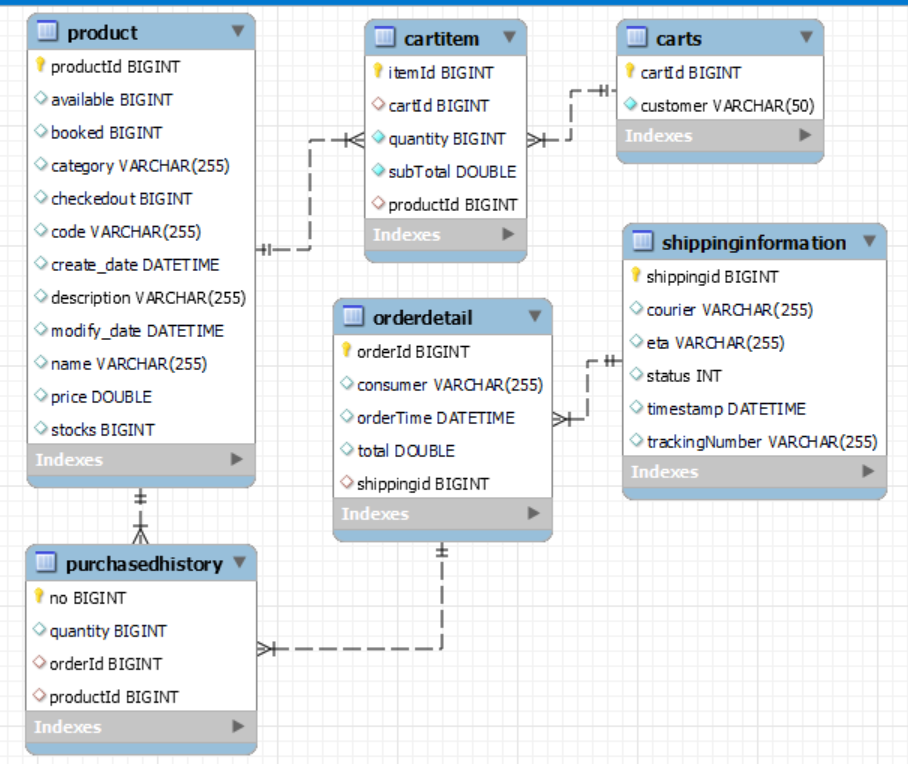 product
productId BIGINT
available BIGINT
booked BIGINT
category VARCHAR(255)
checkedout BIGINT
code VARCHAR(255)
create_date DATETIME
description VARCHAR(255)
modify_date DATETIME
name VARCHAR(255)
price DOUBLE
stocks BIGINT
Indexes
cartitem
itemId BIGINT
cartId BIGINT
quantity BIGINT
subTotal DOUBLE
productId BIGINT
Indexes
carts
cartId BIGINT
customer VARCHAR(50)
Indexes
shippinginformation
shippingid BIGINT
courier VARCHAR(255)
eta VARCHAR(255)
status INT
timestamp DATETIME
trackingNumber VARCHAR(255)
Indexes
orderdetail
orderId BIGINT
consumer VARCHAR(255)
orderTime DATETIME
total DOUBLE
shippingid BIGINT
Indexes
purchasedhistory
no BIGINT
quantity BIGINT
orderId BIGINT
productId BIGINT
Indexes